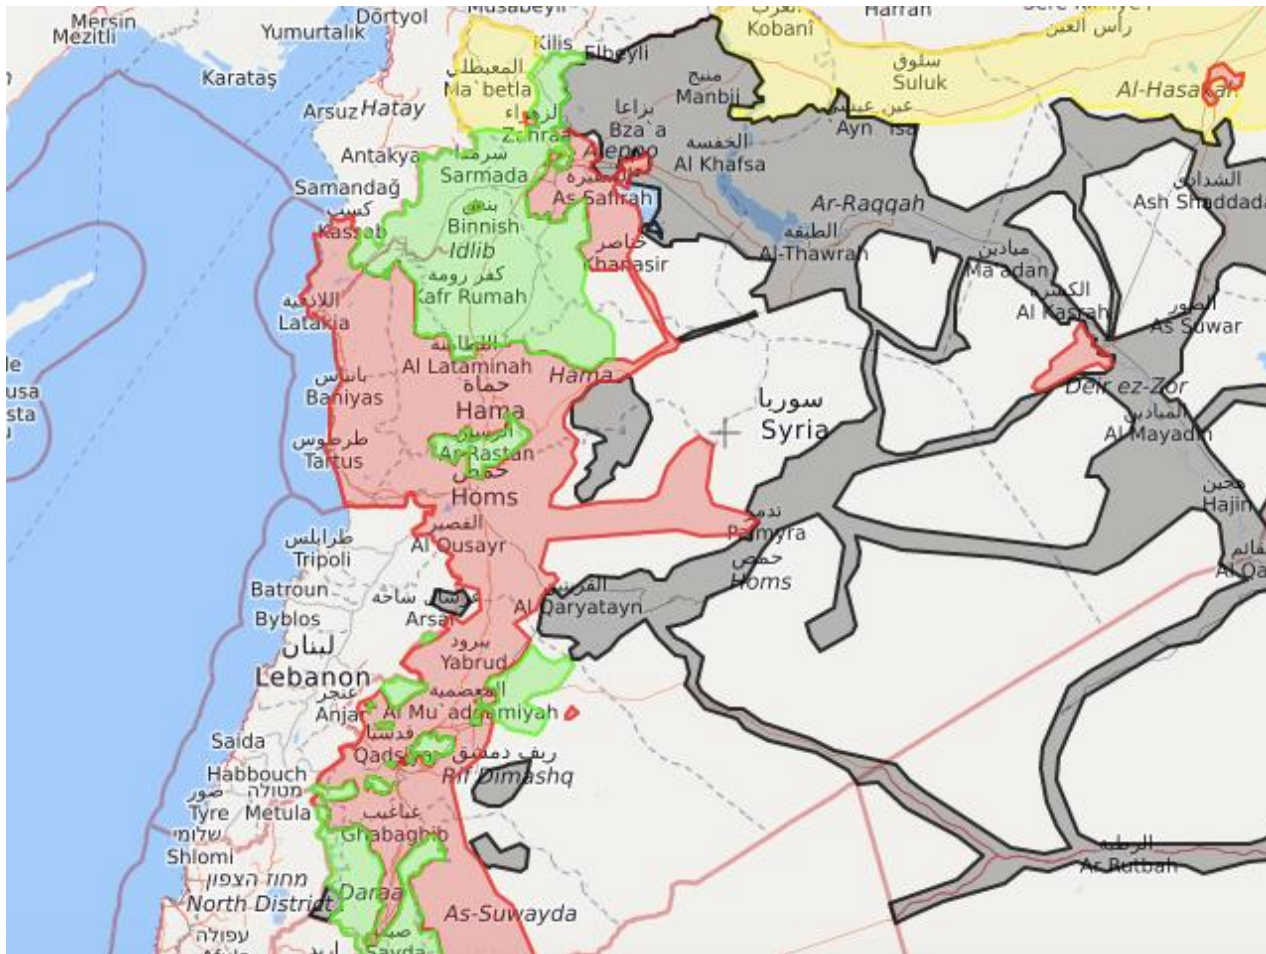 Mersin
Mezitli
Dörtyol
Yumurtalık
Karataş
Kilis
Elbeyli
Kobanî
رأس العين
المعبطلي
Ma`betla
منبج
Manbij
سلوق
Suluk
Al-Hasakah
Arsuz
Hatay
الزهراء
Zahraa
بزاعا
Bza`a
عين عيسى
Ayn `Isa
Antakya
سرمدا
Sarmada
Aleppo
الخفسه
Al Khafsa
Samandağ
كسب
Kassab
As Safirah
الشدادي
Ash Shaddadah
بنش
Binnish
Idlib
Ar-Raqqah
خناصر
Khanasir
الطبقه
Al-Thawrah
ميادين
Ma`adan
كفر رومة
Kafr Rumah
الكسرة
Al Kasrah
اللاذقية
Latakia
الصور
As Suwar
اللطامنة
Al Lataminah
Hama
Deir ez-Zor
بانياس
Baniyas
حماة
Hama
سوريا
Syria
الميادين
Al Mayadin
طرطوس
Tartus
الرستن
Ar-Rastan
حمص
Homs
هجين
Hajin
تدمر
Palmyra
القصير
Al Qusayr
طرابلس
Tripoli
حمص
Homs
Batroun
Byblos
Arsal
القريتين
Al Qaryatayn
لبنان
Lebanon
يبرود
Yabrud
عنجر
Anjar
المعضمية
Al Mu`addamiyah
Saida
قدسيا
Qadsiya
ريف دمشق
Rif Dimashq
Habbouch
صور
Tyre
מטולה
Metula
غباغب
Ghabaghib
שלומי
Shlomi
الرطبة
Ar Rutbah
מחוז הצפון
North District
Daraa
As-Suwayda
עפולה
اربد
Sayda